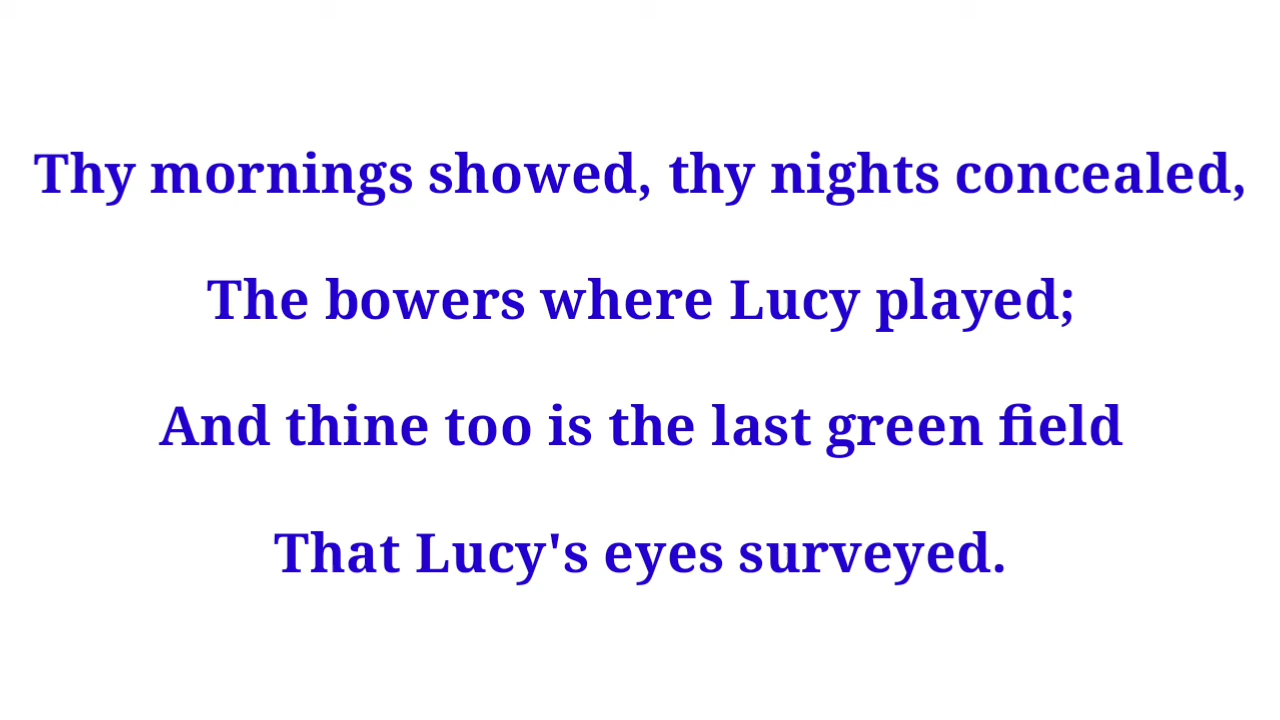 Thy mornings showed, thy nights concealed,
The bowers where Lucy played;
And thine too is the last green field
That Lucy's eyes surveyed.